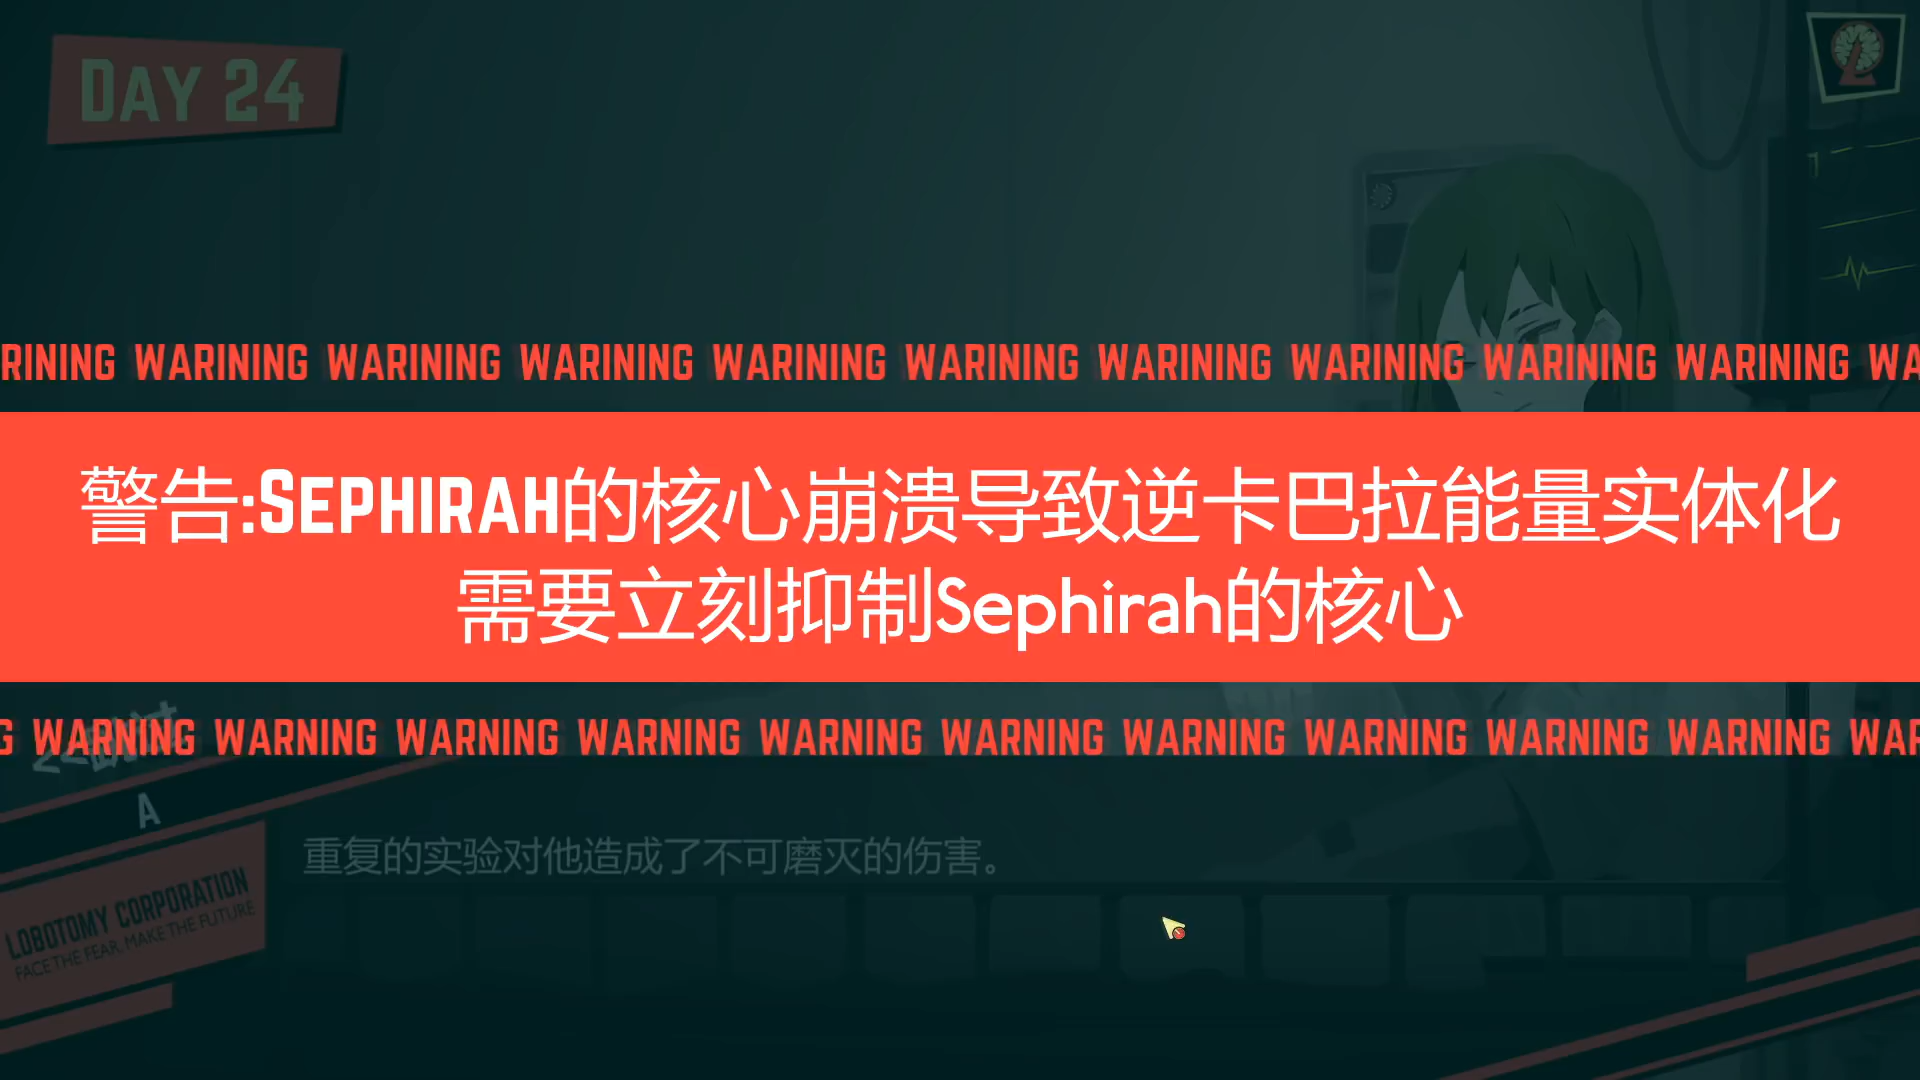 DAY 24
RINING WARINING WARINING WARINING WARINING WARINING WARINING WARINING WARINING WARINING WA
警告:SEPHIRAH的核心崩溃导致逆卡巴拉能量实体化
需要立刻抑制Sephirah的核心
G WARNING WARNING WARNING WARNING WARNING WARNING WARNING WARNING WARNING WARNING WAR
<<跳过
A
重复的实验对他造成了不可磨灭的伤害。
LOBOTOMY CORPORATION
FACE THE FEAR, MAKE THE FUTURE